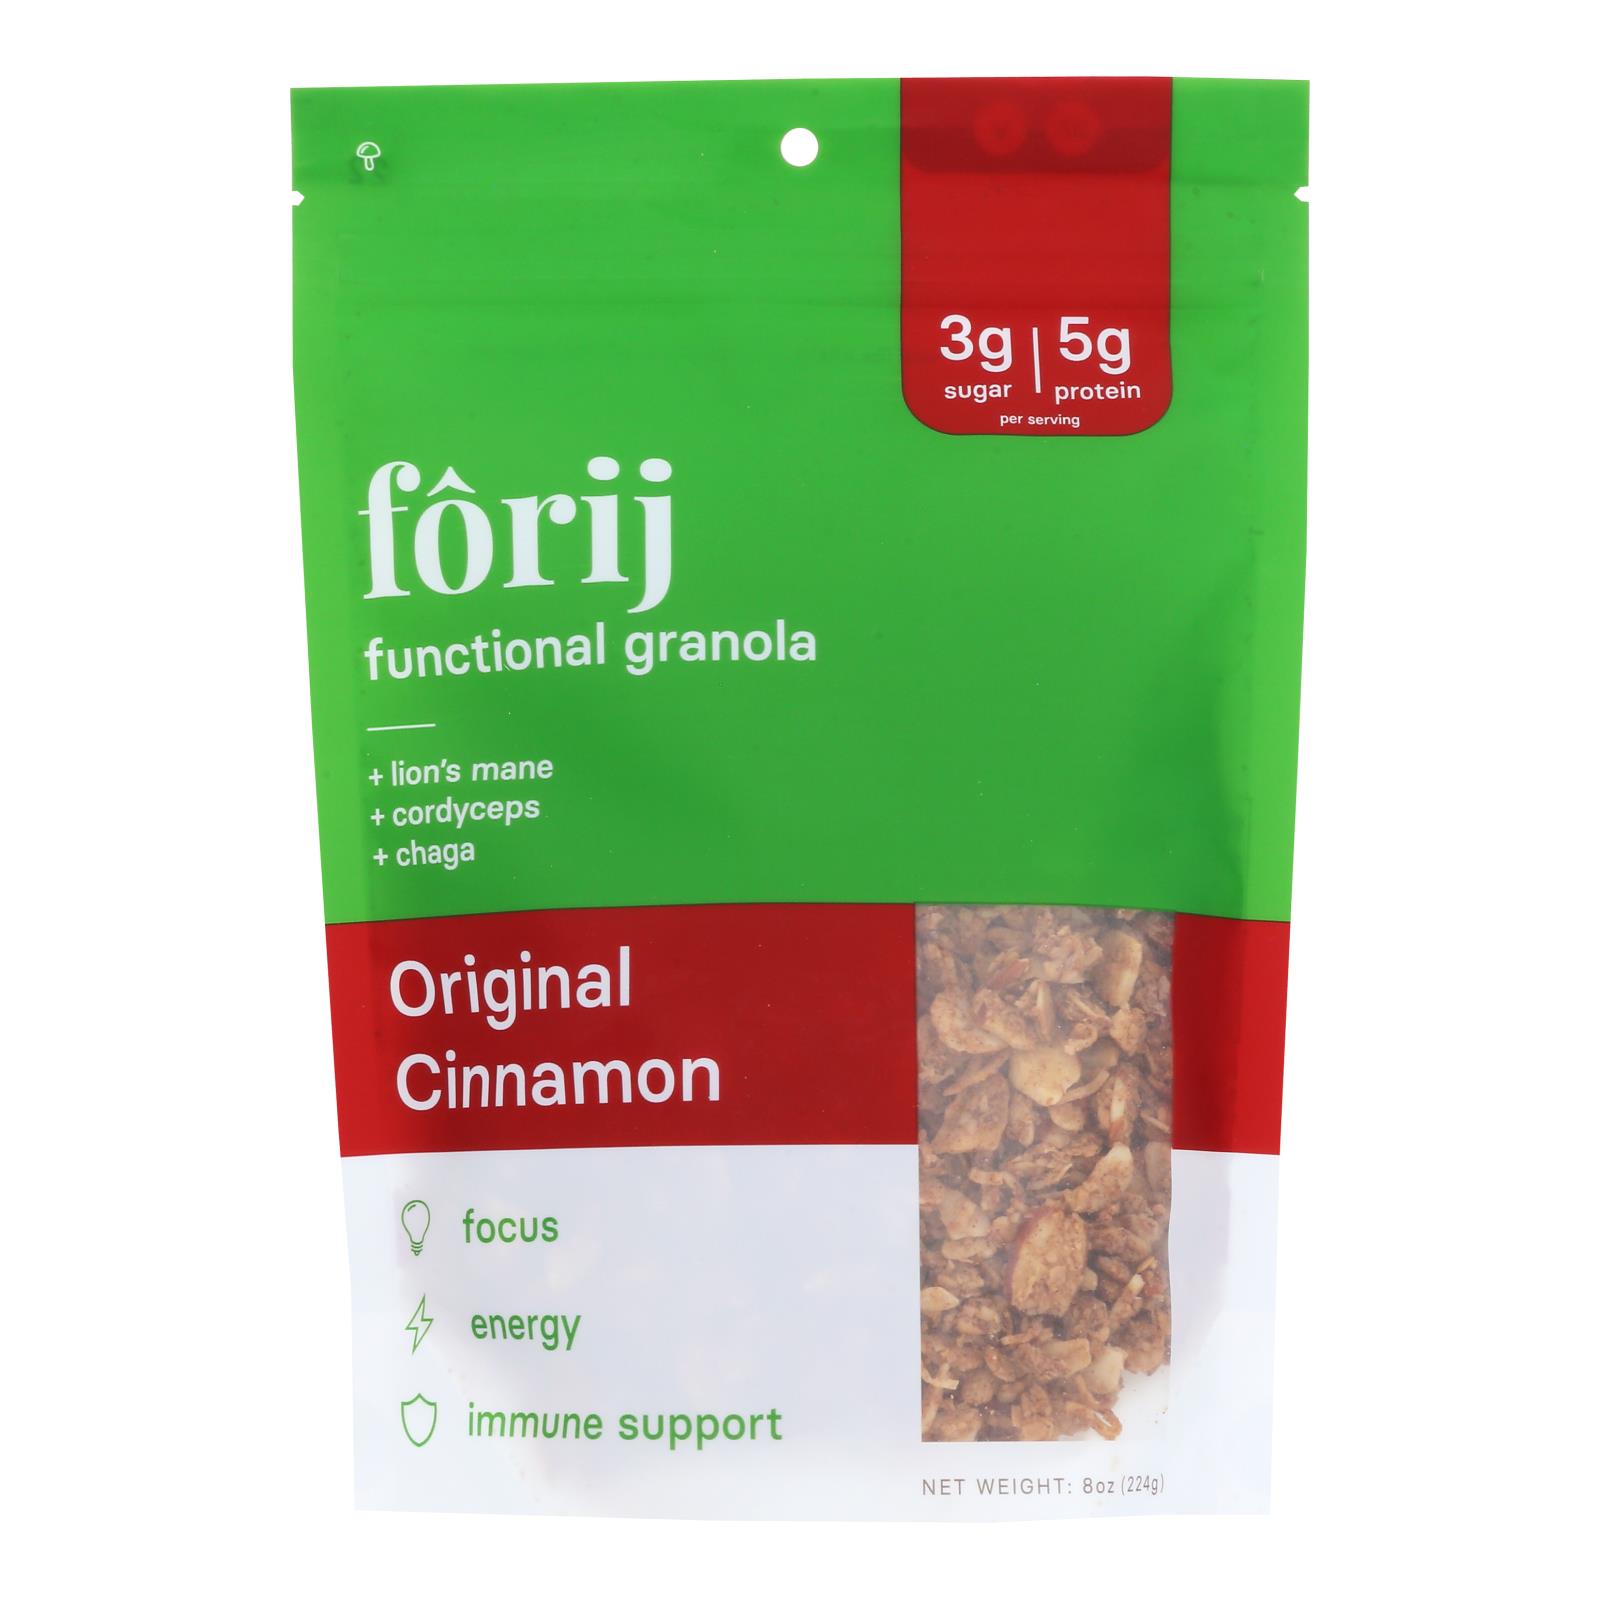 3g | 5g
sugar protein
per serving
fôrij
functional granola
+ lion's mane
+ cordyceps
+ chaga
Original
Cinnamon
focus
energy
immune support
NET WEIGHT: 8oz (224g)